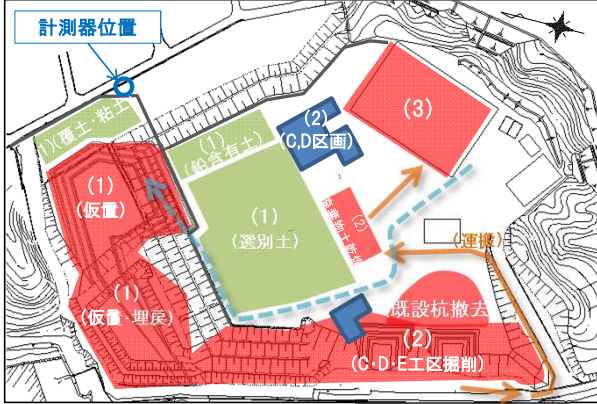 計測器位置
(1)(覆土・粘土)
(1)
(鉛含有土)
(2)
(C,D区画)
(3)
(1)
(仮置)
(1)
(選別土)
(2)
(運搬)
(1)
(仮置・埋戻)
既設杭撤去
(2)
(C・D・E工区掘削)